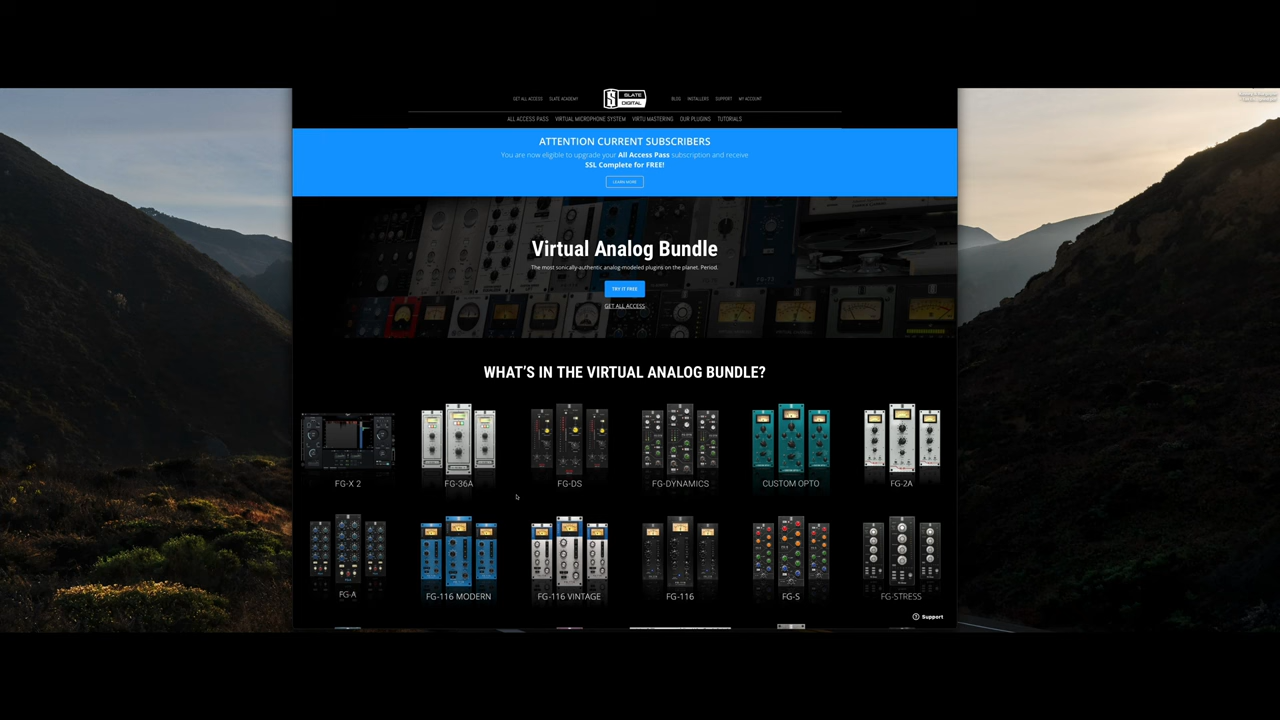 GET ALL ACCESS SLATE ACADEMY SLATE DIGITAL BLOG INSTALLERS SUPPORT MY ACCOUNT
ALL ACCESS PASS VIRTUAL MICROPHONE SYSTEM VIRTU MASTERING OUR PLUGINS TUTORIALS
ATTENTION CURRENT SUBSCRIBERS
You are now eligible to upgrade your All Access Pass subscription and receive
SSL Complete for FREE!
LEARN MORE
Virtual Analog Bundle
The most sonically-authentic analog-modeled plugins on the planet. Period.
TRY IT FREE
GET ALL ACCESS
WHAT'S IN THE VIRTUAL ANALOG BUNDLE?
FG-X 2 FG-36A FG-DS FG-DYNAMICS CUSTOM OPTO FG-2A
FG-A FG-116 MODERN FG-116 VINTAGE FG-116 FG-S FG-STRESS
Support